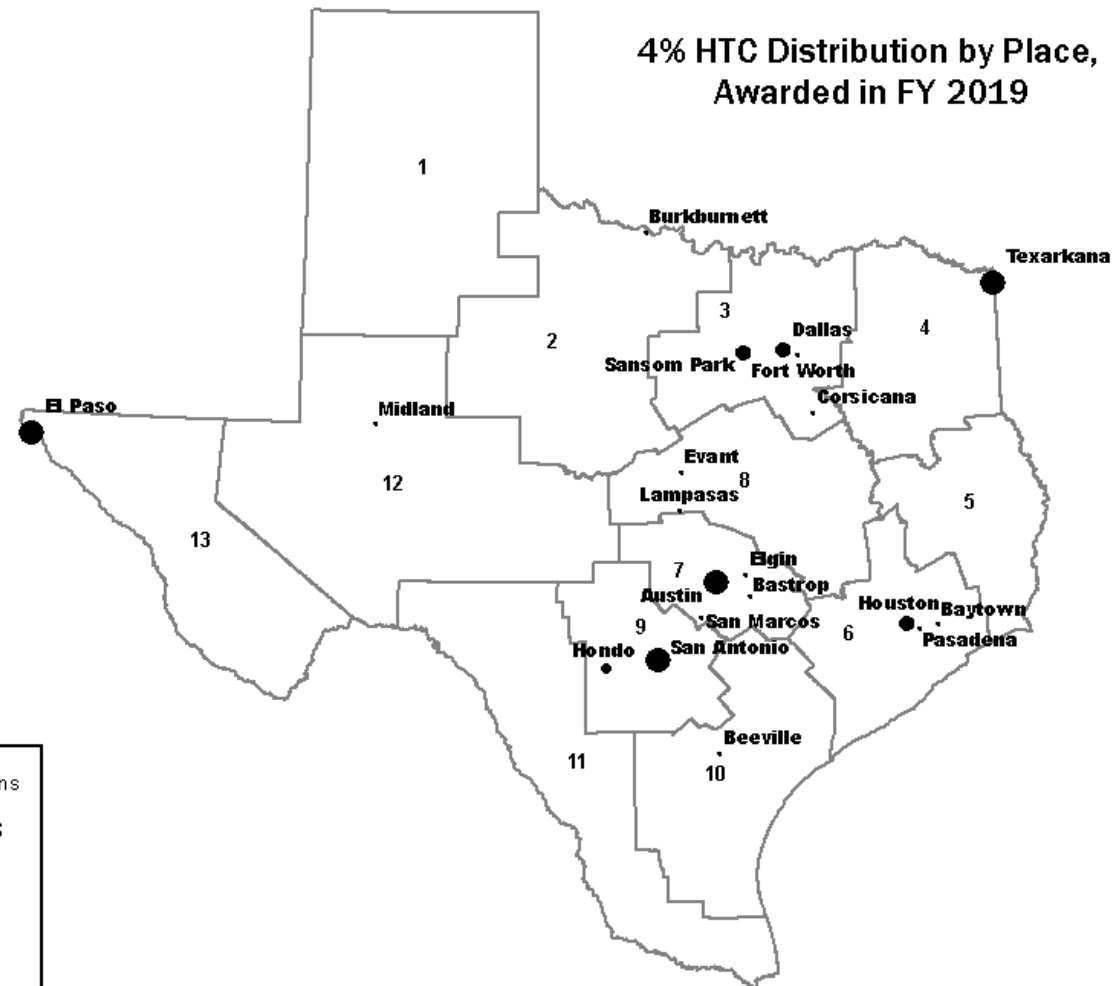 4% HTC Distribution by Place,
Awarded in FY 2019
1
Burkburnett
Texarkana
3
Dallas
4
2
Sansom Park
Fort Worth
Corsicana
El Paso
Midland
Evant
8
12
Lampasas
5
13
Elgin
7
Bastrop
Austin
Houston
Baytown
San Marcos
6
9
Pasadena
Hondo
San Antonio
Beeville
11
10